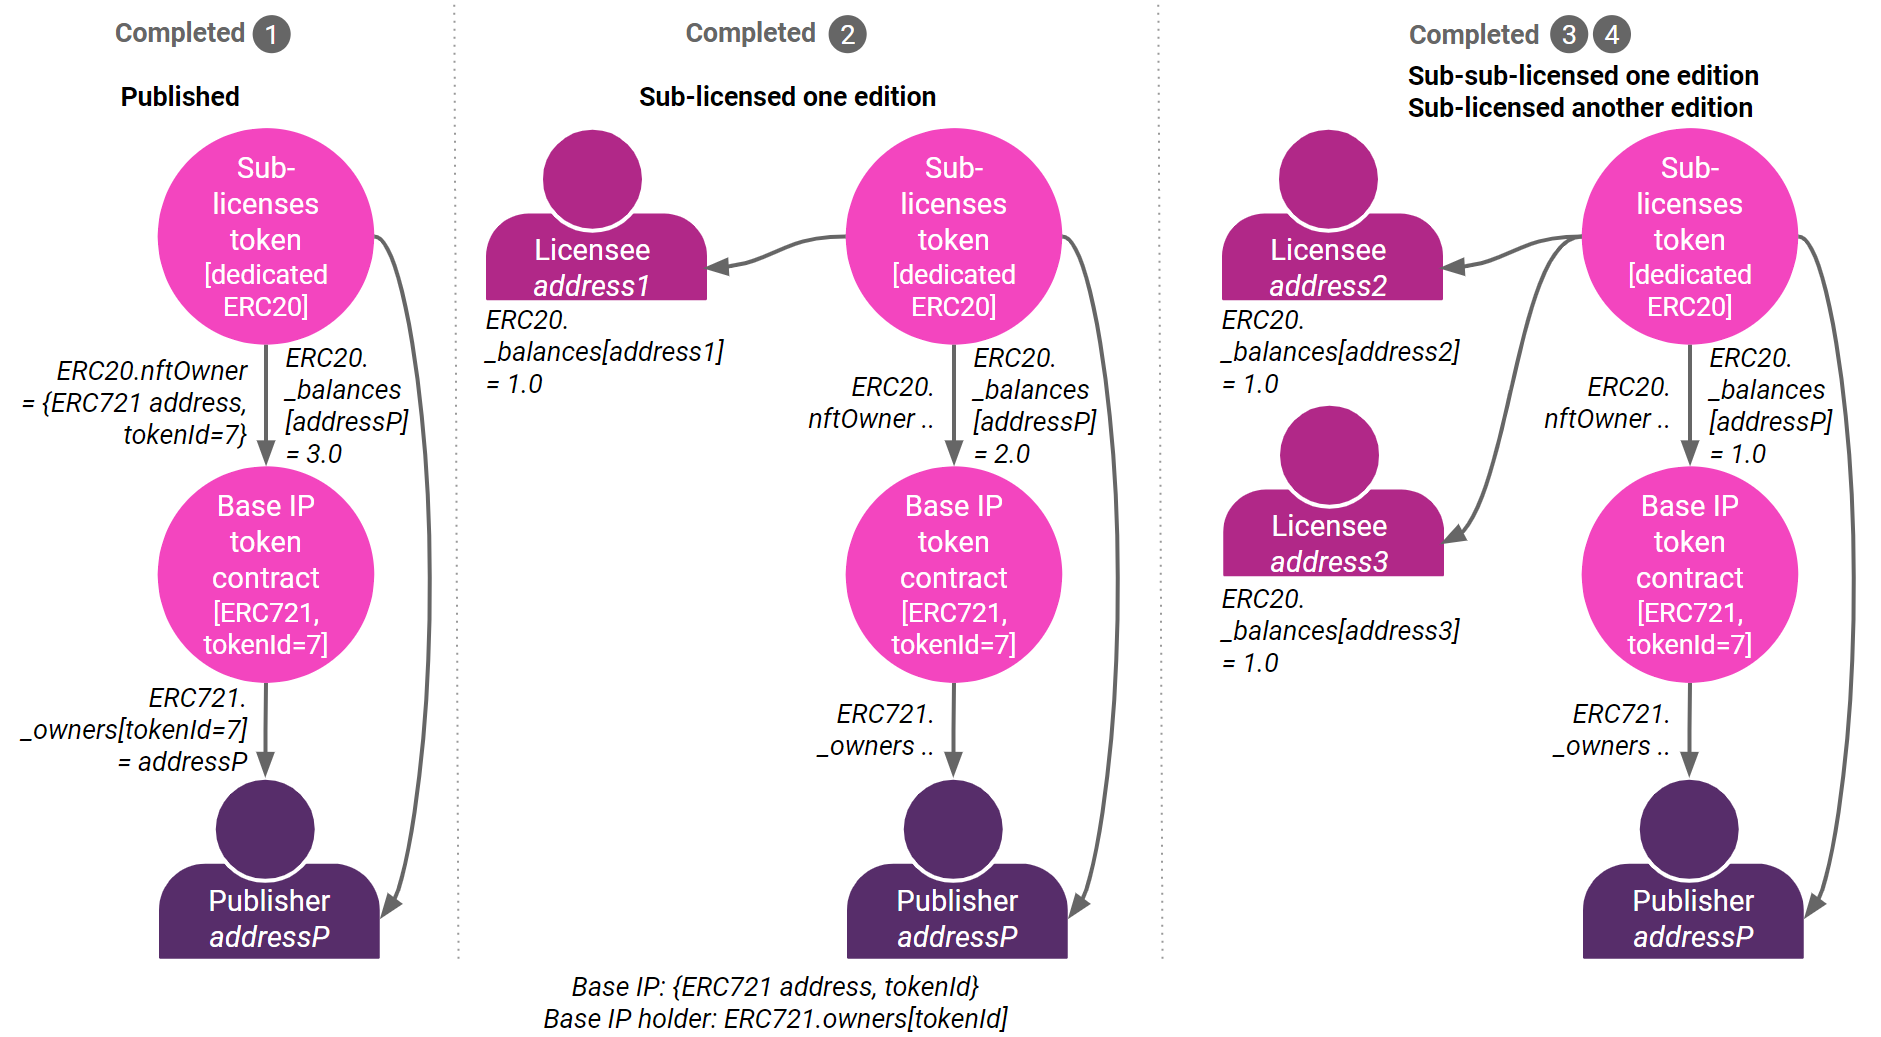 Completed 1
Published
Sub-
licenses
token
[dedicated
ERC20]
ERC20.nftOwner
= {ERC721 address,
tokenId=7}
ERC20.
_balances
[addressP]
= 3.0
Base IP
token
contract
[ERC721,
tokenId=7]
ERC721.
_owners[tokenId=7]
= addressP
Publisher
addressP
Completed 2
Sub-licensed one edition
Licensee
address1
ERC20.
_balances[address1]
= 1.0
Sub-
licenses
token
[dedicated
ERC20]
ERC20.
nftOwner ..
ERC20.
_balances
[addressP]
= 2.0
Base IP
token
contract
[ERC721,
tokenId=7]
ERC721.
_owners ..
Publisher
addressP
Base IP: {ERC721 address, tokenId}
Base IP holder: ERC721.owners[tokenId]
Completed 3 4
Sub-sub-licensed one edition
Sub-licensed another edition
Licensee
address2
ERC20.
_balances[address2]
= 1.0
Licensee
address3
ERC20.
_balances[address3]
= 1.0
Sub-
licenses
token
[dedicated
ERC20]
ERC20.
nftOwner ..
ERC20.
_balances
[addressP]
= 1.0
Base IP
token
contract
[ERC721,
tokenId=7]
ERC721.
_owners ..
Publisher
addressP